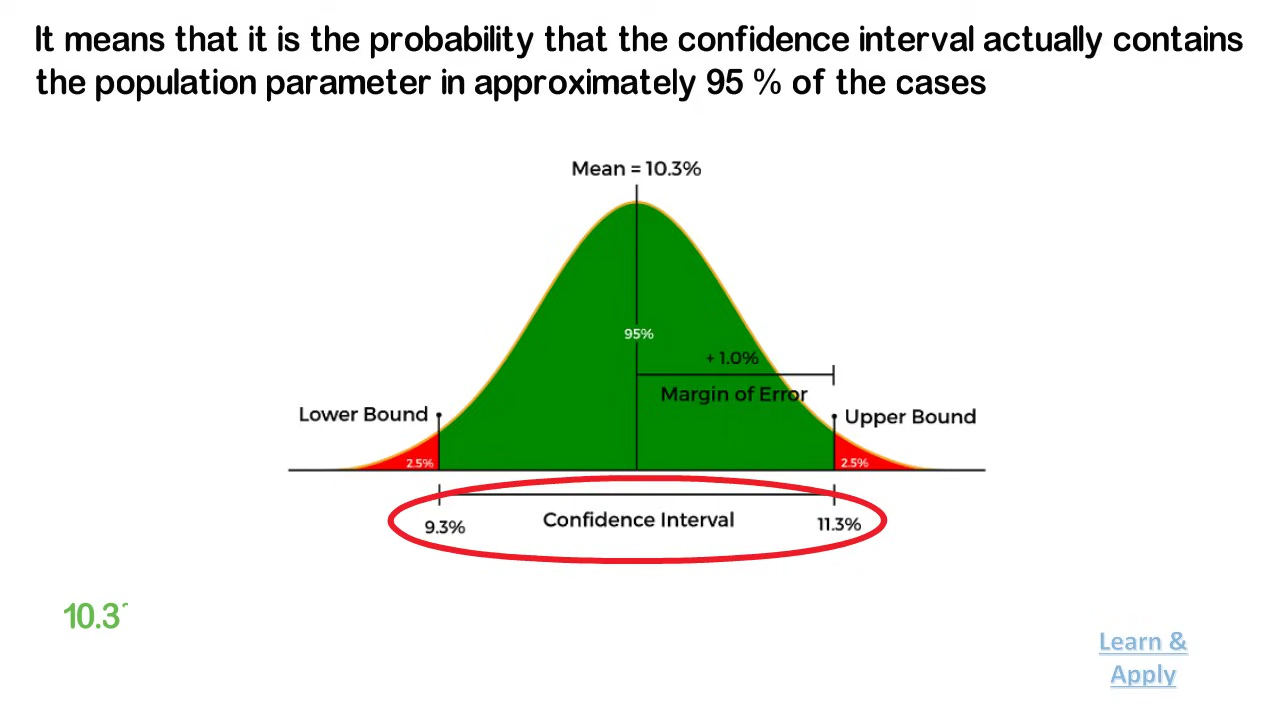 It means that it is the probability that the confidence interval actually contains
the population parameter in approximately 95 % of the cases
Mean = 10.3%
95%
+ 1.0%
Margin of Error
Lower Bound
Upper Bound
2.5%
2.5%
9.3%
Confidence Interval
11.3%
10.3
Learn &
Apply